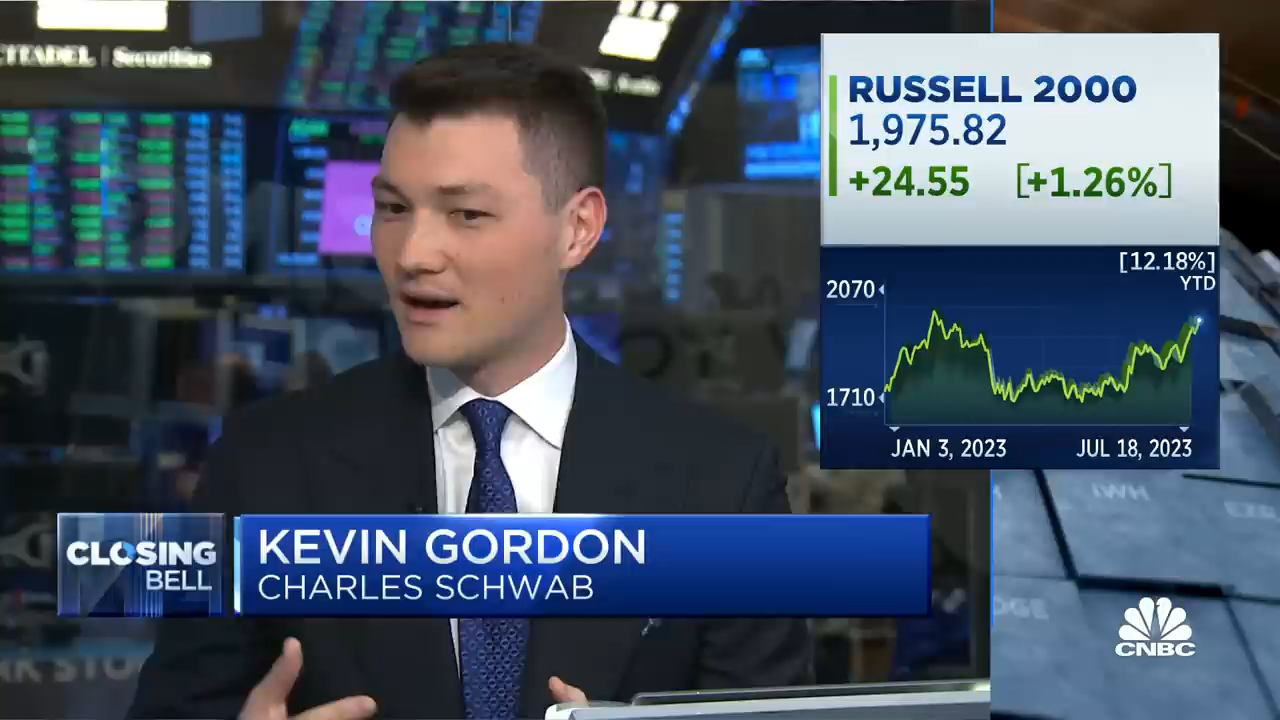 CITADEL | Securities
RUSSELL 2000
1,975.82
+24.55 [+1.26%]
[12.18%]
YTD
2070
1710
JAN 3, 2023 JUL 18, 2023
IWH
CLOSING
BELL
KEVIN GORDON
CHARLES SCHWAB
CNBC